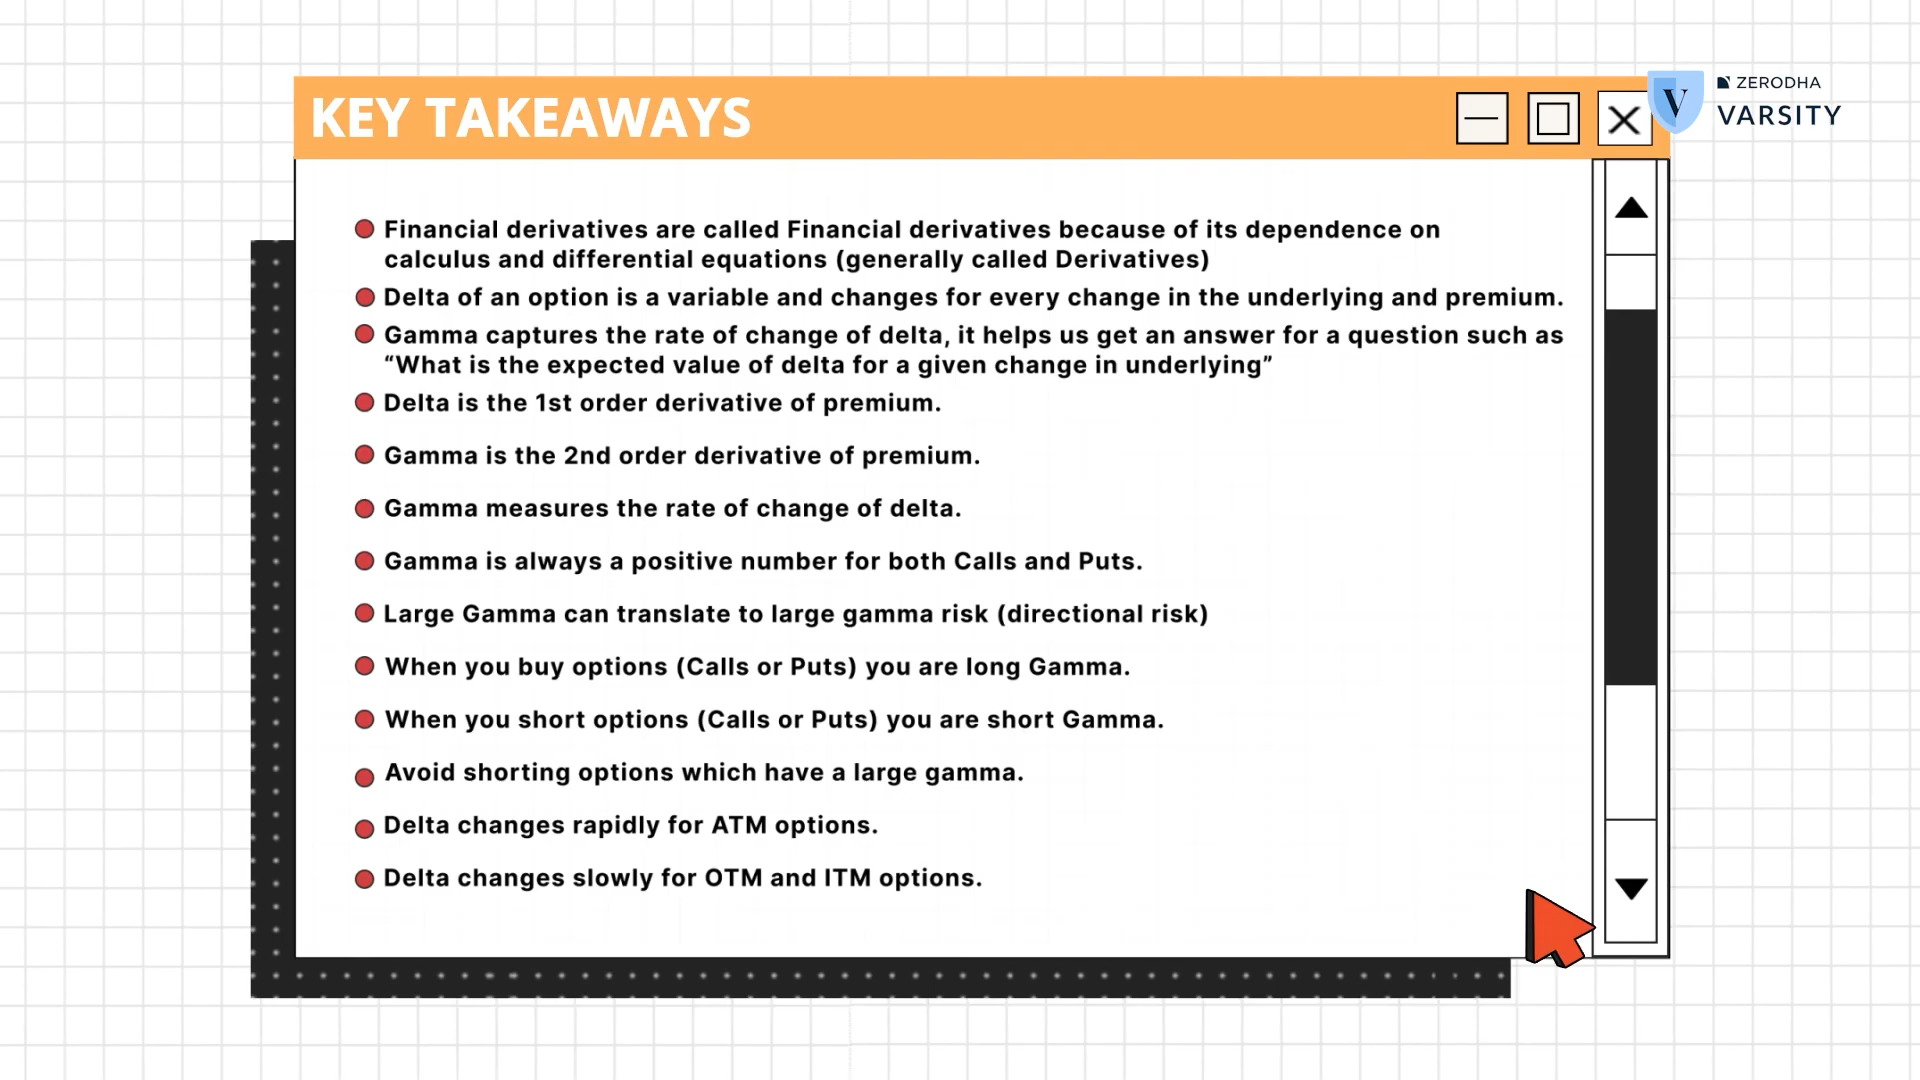 KEY TAKEAWAYS
ZERODHA
VARSITY
Financial derivatives are called Financial derivatives because of its dependence on
calculus and differential equations (generally called Derivatives)
Delta of an option is a variable and changes for every change in the underlying and premium.
Gamma captures the rate of change of delta, it helps us get an answer for a question such as
“What is the expected value of delta for a given change in underlying”
Delta is the 1st order derivative of premium.
Gamma is the 2nd order derivative of premium.
Gamma measures the rate of change of delta.
Gamma is always a positive number for both Calls and Puts.
Large Gamma can translate to large gamma risk (directional risk)
When you buy options (Calls or Puts) you are long Gamma.
When you short options (Calls or Puts) you are short Gamma.
Avoid shorting options which have a large gamma.
Delta changes rapidly for ATM options.
Delta changes slowly for OTM and ITM options.